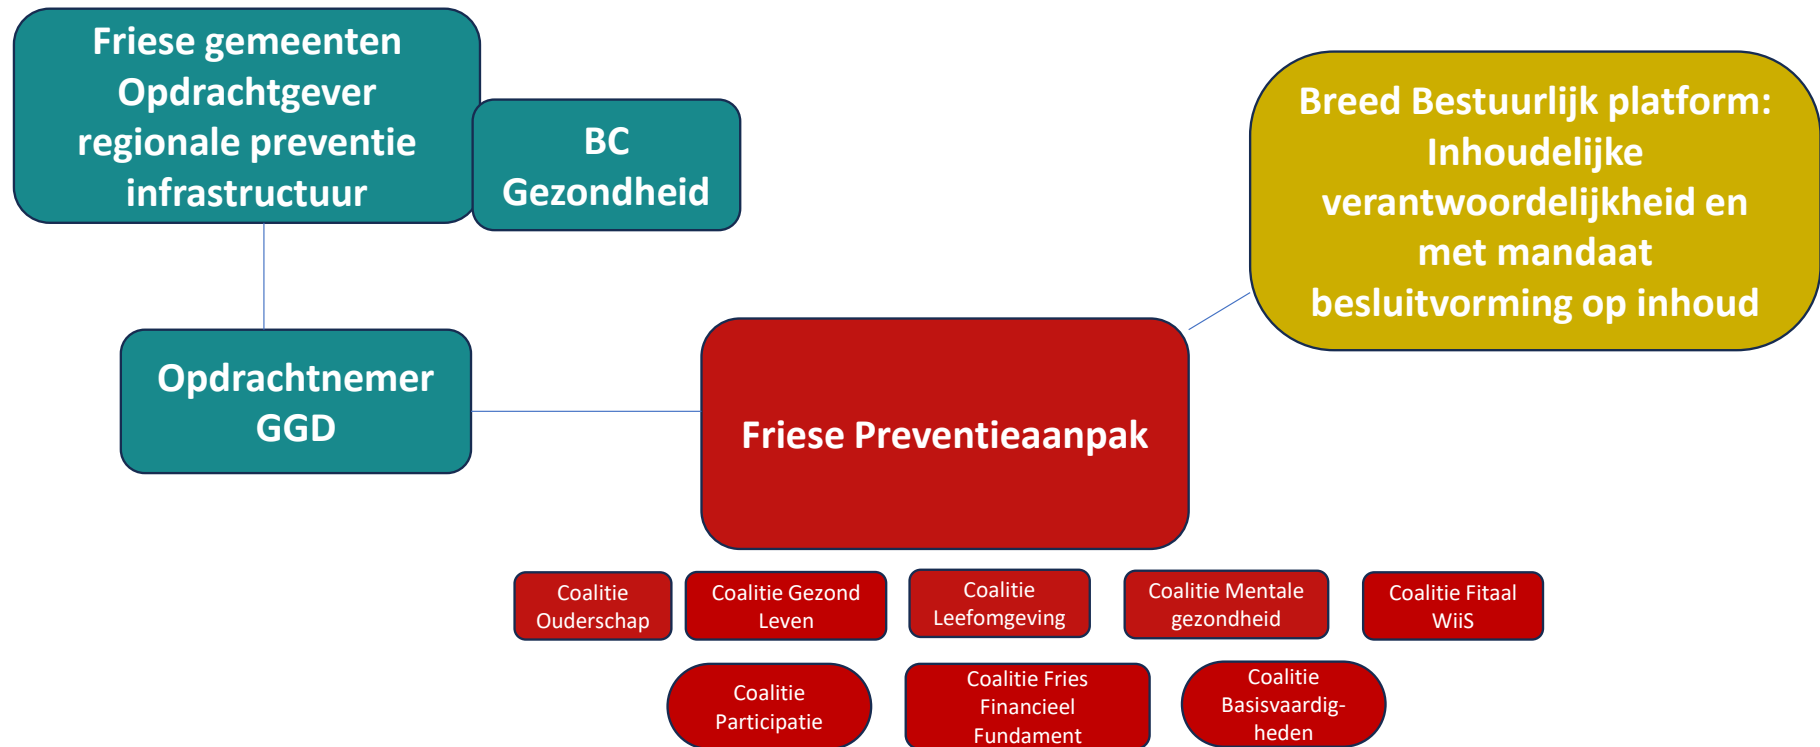 Friese gemeenten
Opdrachtgever
regionale preventie
infrastructuur
BC
Gezondheid
Breed Bestuurlijk platform:
Inhoudelijke
verantwoordelijkheid en
met mandaat
besluitvorming op inhoud
Opdrachtnemer
GGD
Friese Preventieaanpak
Coalitie
Ouderschap
Coalitie Gezond
Leven
Coalitie
Leefomgeving
Coalitie Mentale
gezondheid
Coalitie Fitaal
WiiS
Coalitie
Participatie
Coalitie Fries
Financieel
Fundament
Coalitie
Basisvaardig-
heden